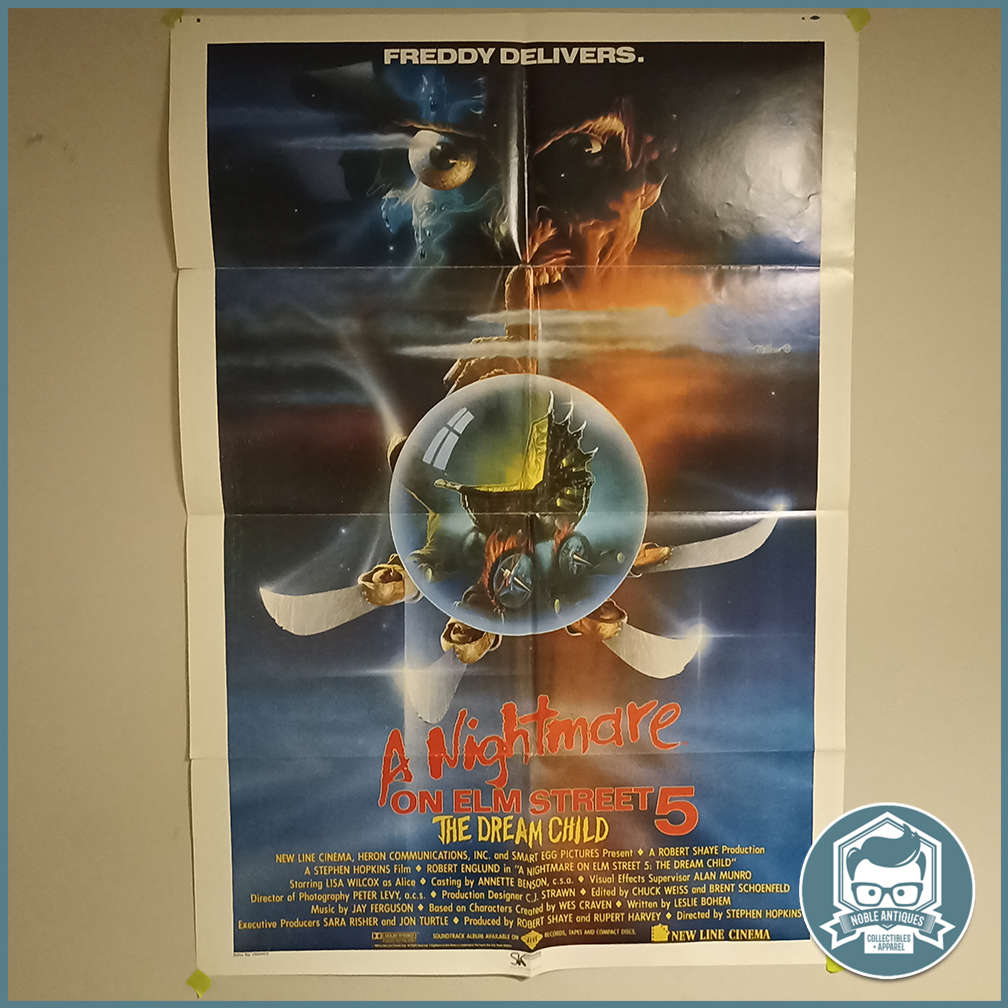 FREDDY DELIVERS.
A Nightmare
ON ELM STREET 5
THE DREAM CHILD
NEW LINE CINEMA, HERON COMMUNICATIONS, INC. and SMART EGG PICTURES Present ♦ A ROBERT SHAYE Production
A STEPHEN HOPKINS Film ♦ ROBERT ENGLUND in "A NIGHTMARE ON ELM STREET 5: THE DREAM CHILD"
Starring LISA WILCOX as Alice ♦ Casting by ANNETTE BENSON, c.s.a. ♦ Visual Effects Supervisor ALAN MUNRO
Director of Photography PETER LEVY, a.c.s. ♦ Production Designer C.J. STRAWN ♦ Edited by CHUCK WEISS and BRENT SCHOENFELD
Music by JAY FERGUSON ♦ Based on Characters Created by WES CRAVEN ♦ Written by LESLIE BOHEM
Executive Producers SARA RISHER and JON TURTLE ♦ Produced by ROBERT SHAYE and RUPERT HARVEY ♦ Directed by STEPHEN HOPKINS
SOUNDTRACK ALBUM AVAILABLE ON RECORDS, TAPES AND COMPACT DISCS.
NEW LINE CINEMA
NOBLE ANTIQUES
COLLECTIBLES
+ APPAREL